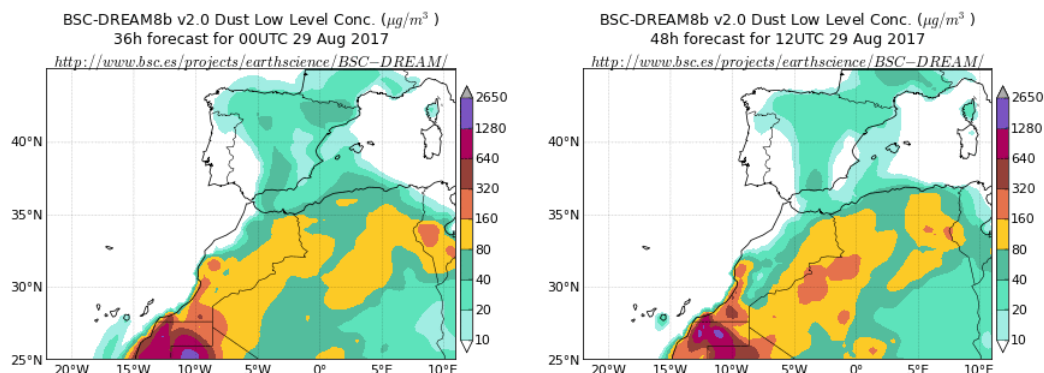 BSC-DREAM8b v2.0 Dust Low Level Conc. (μg/m³ )
36h forecast for 00UTC 29 Aug 2017
http://www.bsc.es/projects/earthscience/BSC−DREAM/
2650
1280
640
320
160
80
40
20
10
40°N
35°N
30°N
25°N
20°W 15°W 10°W 5°W 0° 5°E 10°E
BSC-DREAM8b v2.0 Dust Low Level Conc. (μg/m³ )
48h forecast for 12UTC 29 Aug 2017
http://www.bsc.es/projects/earthscience/BSC−DREAM/
2650
1280
640
320
160
80
40
20
10
40°N
35°N
30°N
25°N
20°W 15°W 10°W 5°W 0° 5°E 10°E